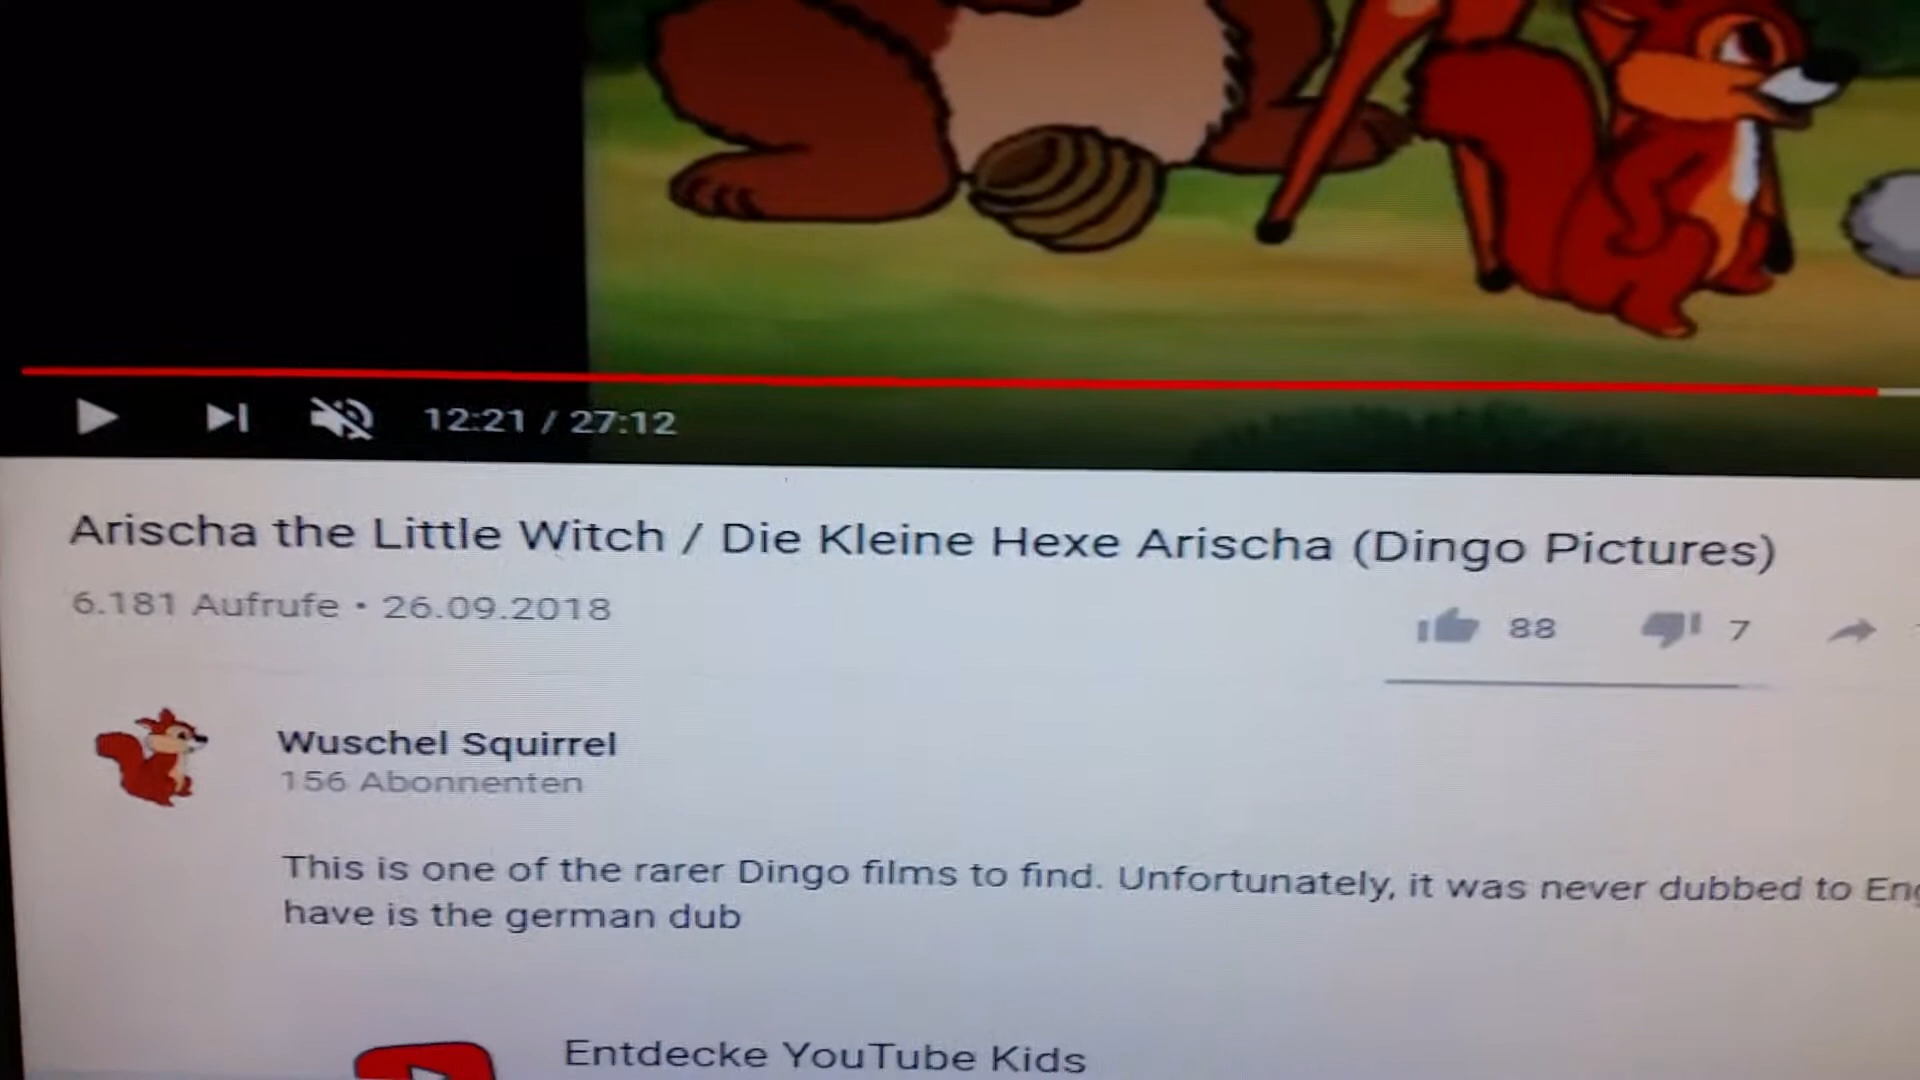 12:21 / 27:12
Arischa the Little Witch / Die Kleine Hexe Arischa (Dingo Pictures)
6.181 Aufrufe • 26.09.2018
88 7
Wuschel Squirrel
156 Abonnenten
This is one of the rarer Dingo films to find. Unfortunately, it was never dubbed to
have is the german dub
Entdecke YouTube Kids